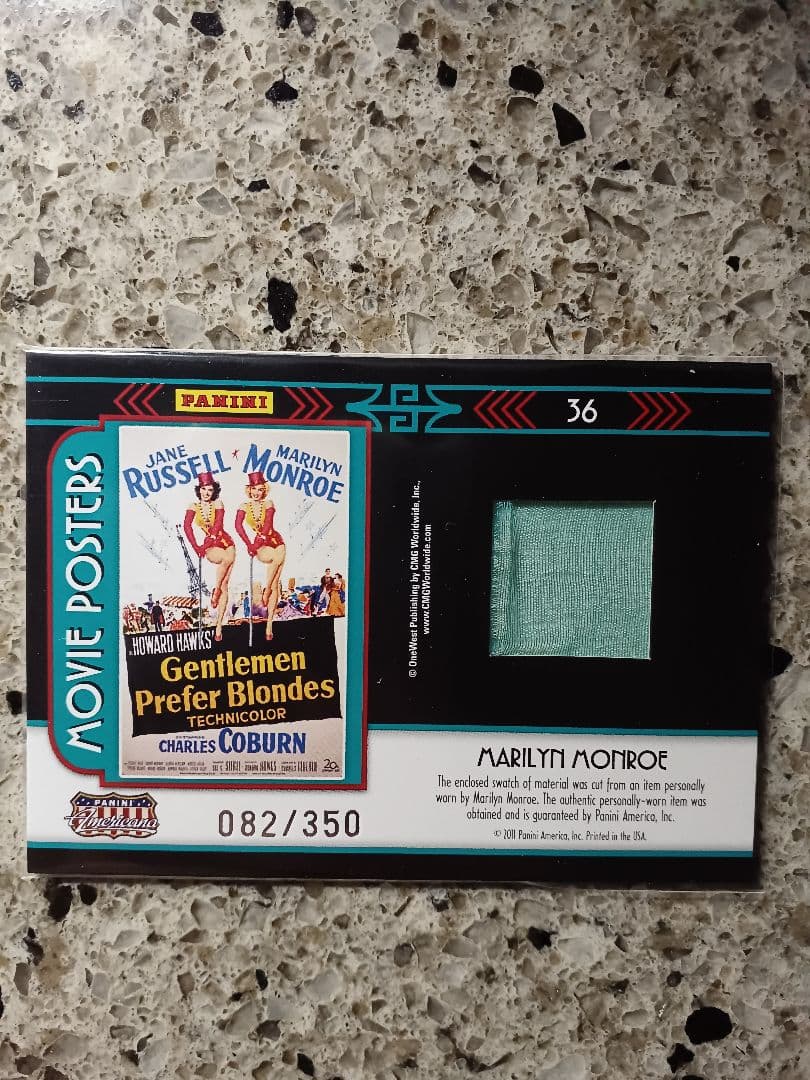 PANINI
36
MOVIE POSTERS
JANE
RUSSELL
MARILYN
MONROE
HOWARD HAWKS'
Gentlemen
Prefer Blondes
TECHNICOLOR
CHARLES COBURN
© OneWest Publishing by CMG Worldwide, Inc.,
www.CMGWorldwide.com
MARILYN MONROE
The enclosed swatch of material was cut from an item personally
worn by Marilyn Monroe. The authentic personally-worn item was
obtained and is guaranteed by Panini America, Inc.
© 2011 Panini America, Inc. Printed in the USA.
PANINI
Americana
082/350